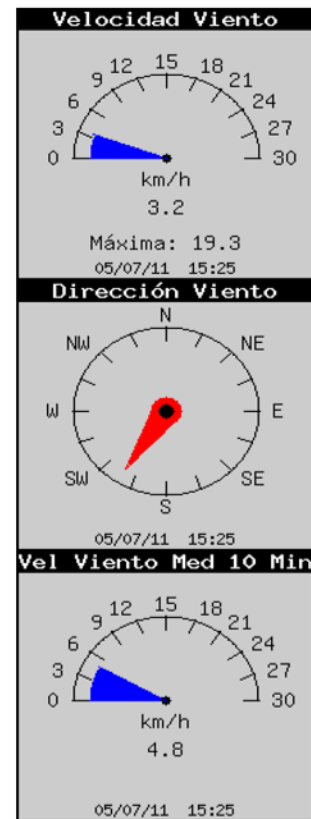 Velocidad Viento
0 3 6 9 12 15 18 21 24 27 30
km/h
3.2
Máxima: 19.3
05/07/11 15:25
Dirección Viento
N
NW NE
W E
SW SE
S
05/07/11 15:25
Vel Viento Med 10 Min
0 3 6 9 12 15 18 21 24 27 30
km/h
4.8
05/07/11 15:25